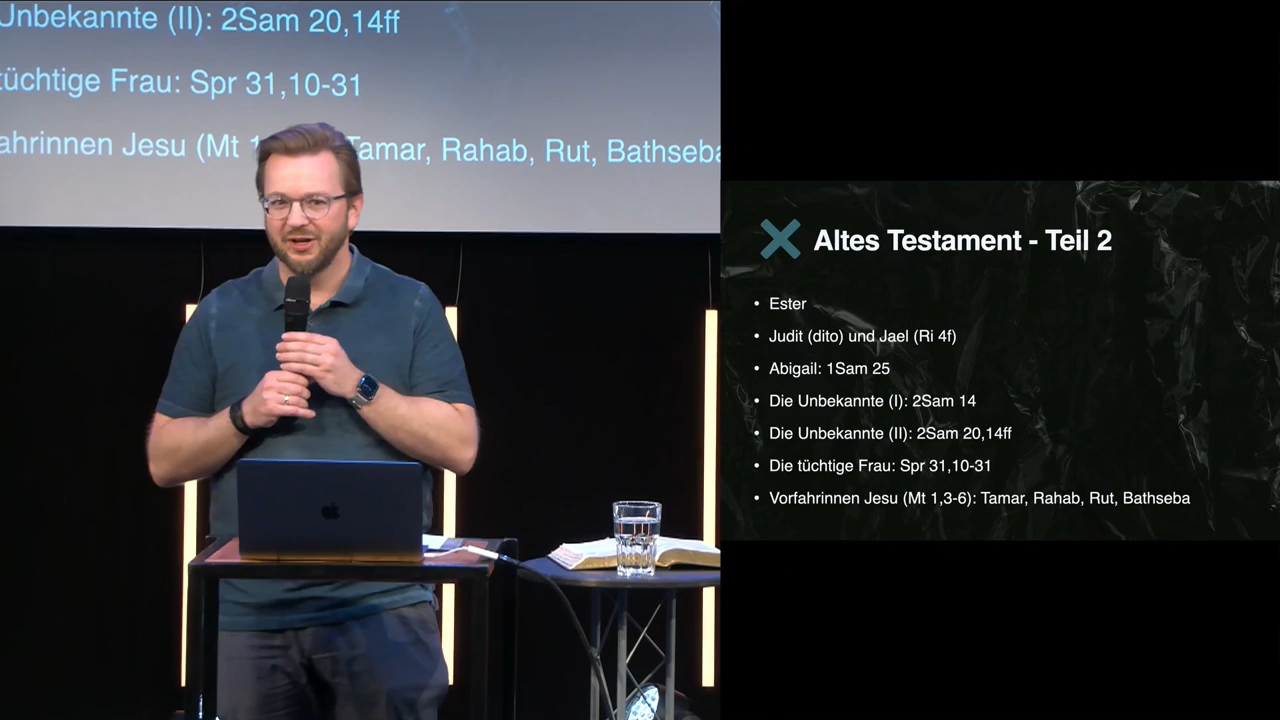 Unbekannte (II): 2Sam 20,14ff
tüchtige Frau: Spr 31,10-31
fahrinnen Jesu (Mt 1 Tamar, Rahab, Rut, Bathseba
Altes Testament - Teil 2
• Ester
• Judit (dito) und Jael (Ri 4f)
• Abigail: 1Sam 25
• Die Unbekannte (I): 2Sam 14
• Die Unbekannte (II): 2Sam 20,14ff
• Die tüchtige Frau: Spr 31,10-31
• Vorfahrinnen Jesu (Mt 1,3-6): Tamar, Rahab, Rut, Bathseba